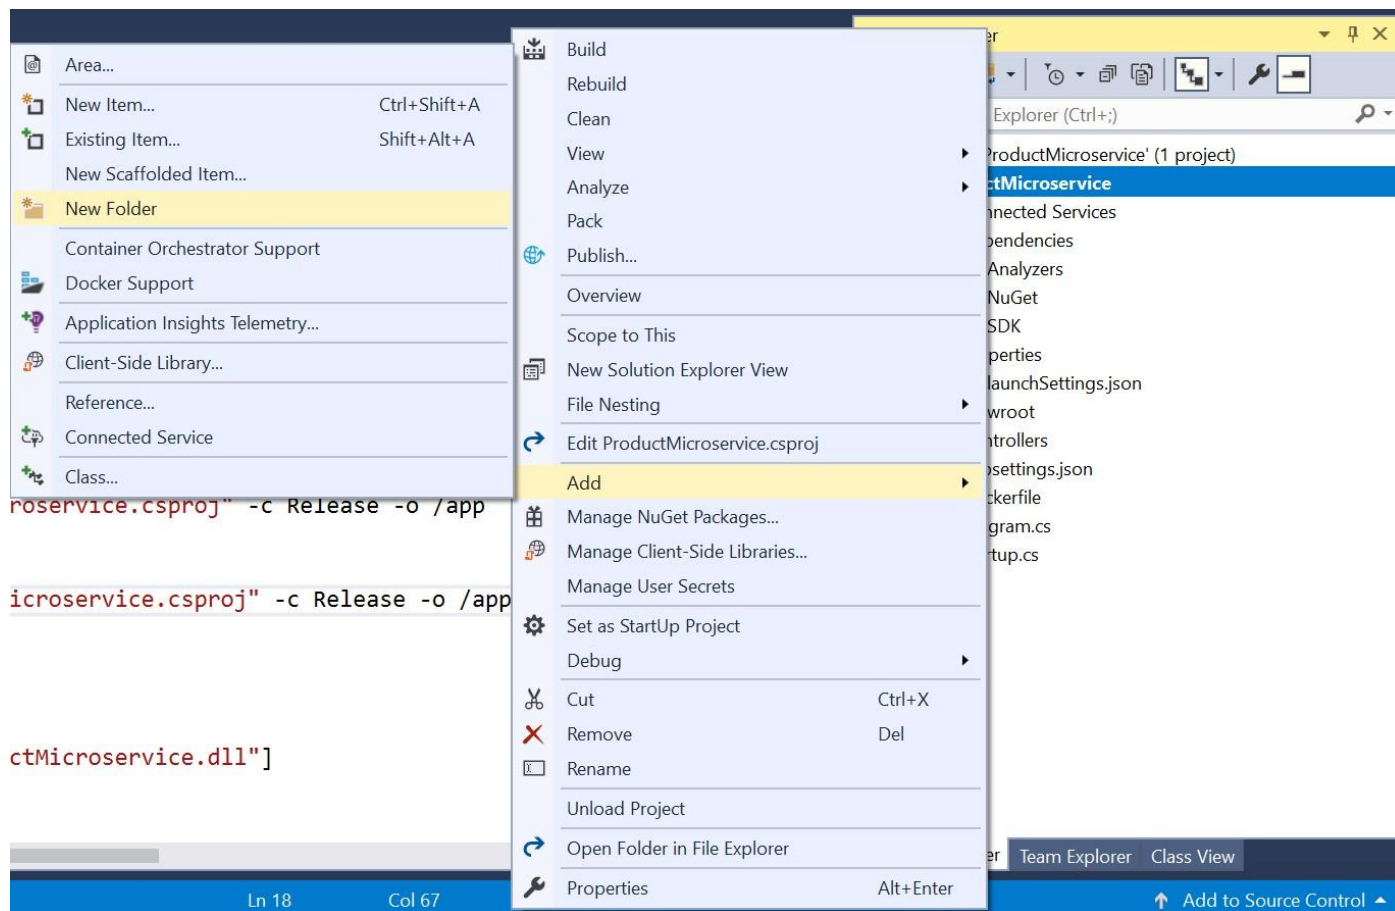 Area...
New Item... Ctrl+Shift+A
Existing Item... Shift+Alt+A
New Scaffolded Item...
New Folder
Container Orchestrator Support
Docker Support
Application Insights Telemetry...
Client-Side Library...
Reference...
Connected Service
Class...
roservice.csproj" -c Release -o /app
icroservice.csproj" -c Release -o /app
ctMicroservice.dll"]
Ln 18 Col 67
Build
Rebuild
Clean
View
Analyze
Pack
Publish...
Overview
Scope to This
New Solution Explorer View
File Nesting
Edit ProductMicroservice.csproj
Add
Manage NuGet Packages...
Manage Client-Side Libraries...
Manage User Secrets
Set as StartUp Project
Debug
Cut Ctrl+X
Remove Del
Rename
Unload Project
Open Folder in File Explorer
Properties Alt+Enter
er
Explorer (Ctrl+;)
ProductMicroservice' (1 project)
ctMicroservice
nnected Services
pendencies
Analyzers
NuGet
SDK
perties
launchSettings.json
wroot
ntrollers
psettings.json
ckerfile
gram.cs
rtup.cs
er Team Explorer Class View
Add to Source Control